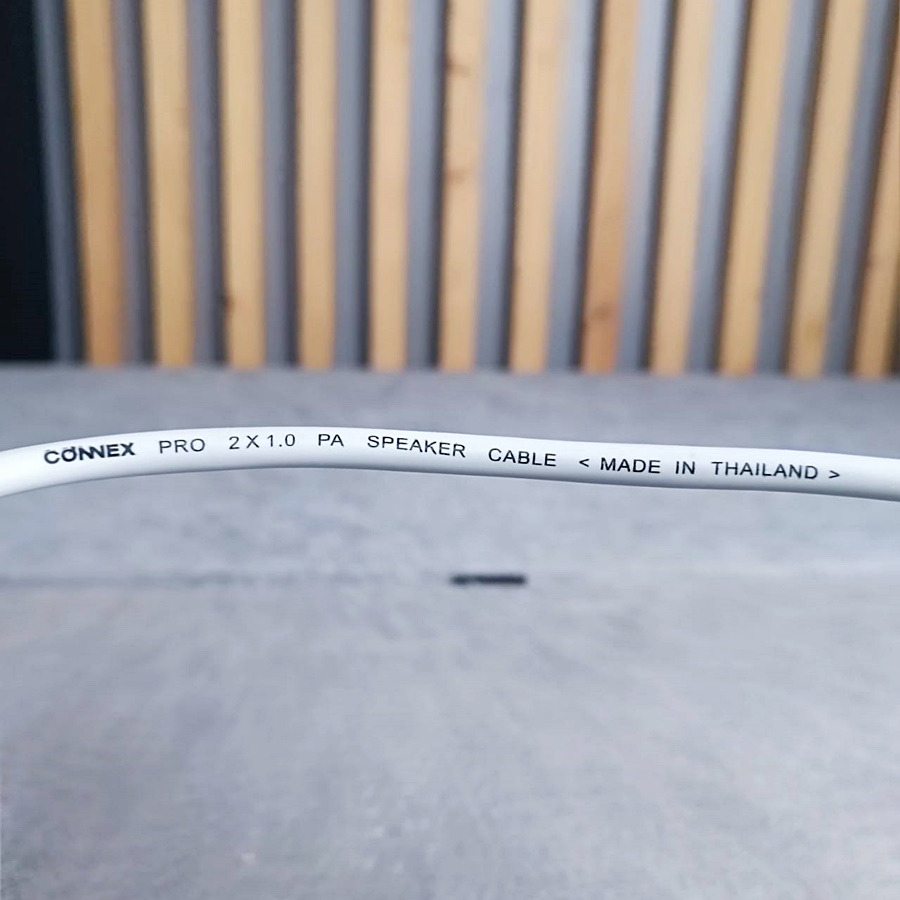 CONNEX PRO 2 X 1.0 PA SPEAKER CABLE < MADE IN THAILAND >